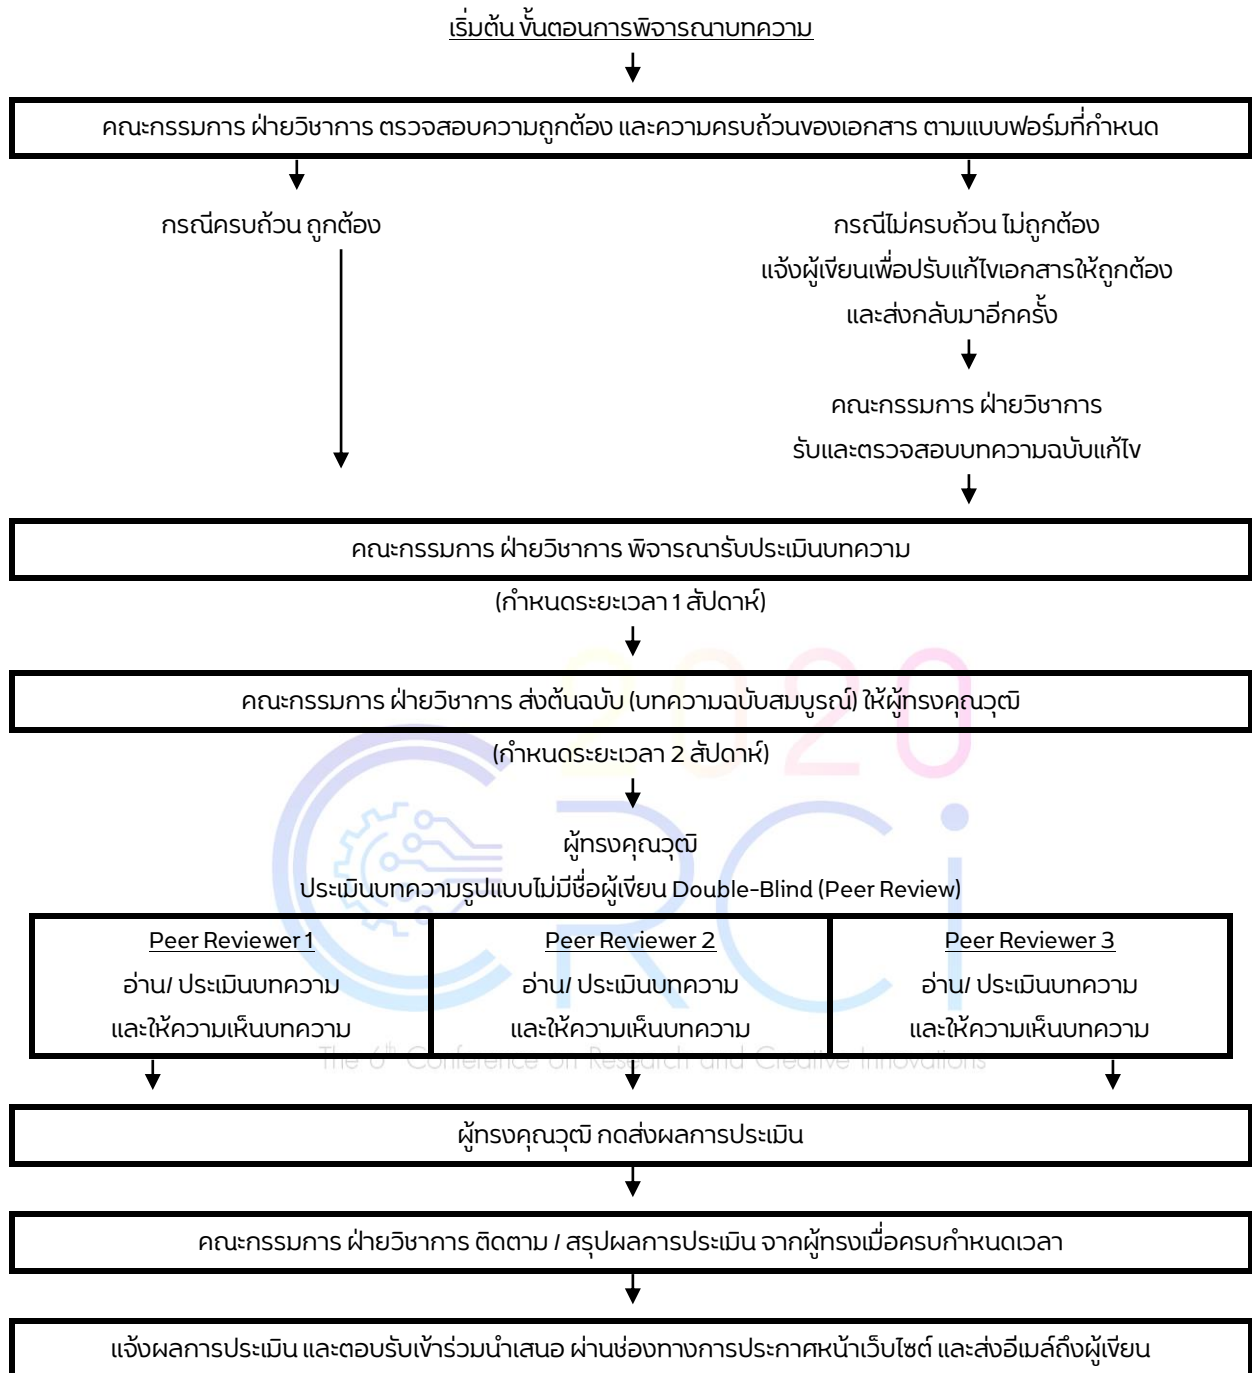 เริ่มต้น ขั้นตอนการพิจารณาบทความ
คณะกรรมการ ฝ่ายวิชาการ ตรวจสอบความถูกต้อง และความครบถ้วนของเอกสาร ตามแบบฟอร์มที่กำหนด
กรณีครบถ้วน ถูกต้อง
กรณีไม่ครบถ้วน ไม่ถูกต้อง
แจ้งผู้เขียนเพื่อปรับแก้ไขเอกสารให้ถูกต้อง
และส่งกลับมาอีกครั้ง
คณะกรรมการ ฝ่ายวิชาการ
รับและตรวจสอบบทความฉบับแก้ไข
คณะกรรมการ ฝ่ายวิชาการ พิจารณารับประเมินบทความ
(กำหนดระยะเวลา 1 สัปดาห์)
2020
คณะกรรมการ ฝ่ายวิชาการ ส่งต้นฉบับ (บทความฉบับสมบูรณ์) ให้ผู้ทรงคุณวุฒิ
(กำหนดระยะเวลา 2 สัปดาห์)
CRCi
ผู้ทรงคุณวุฒิ
ประเมินบทความรูปแบบไม่มีชื่อผู้เขียน Double-Blind (Peer Review)
Peer Reviewer 1
อ่าน/ ประเมินบทความ
และให้ความเห็นบทความ
Peer Reviewer 2
อ่าน/ ประเมินบทความ
และให้ความเห็นบทความ
Peer Reviewer 3
อ่าน/ ประเมินบทความ
และให้ความเห็นบทความ
The 6th Conference on Research and Creative Innovations
ผู้ทรงคุณวุฒิ กดส่งผลการประเมิน
คณะกรรมการ ฝ่ายวิชาการ ติดตาม / สรุปผลการประเมิน จากผู้ทรงเมื่อครบกำหนดเวลา
แจ้งผลการประเมิน และตอบรับเข้าร่วมนำเสนอ ผ่านช่องทางการประกาศหน้าเว็บไซต์ และส่งอีเมล์ถึงผู้เขียน